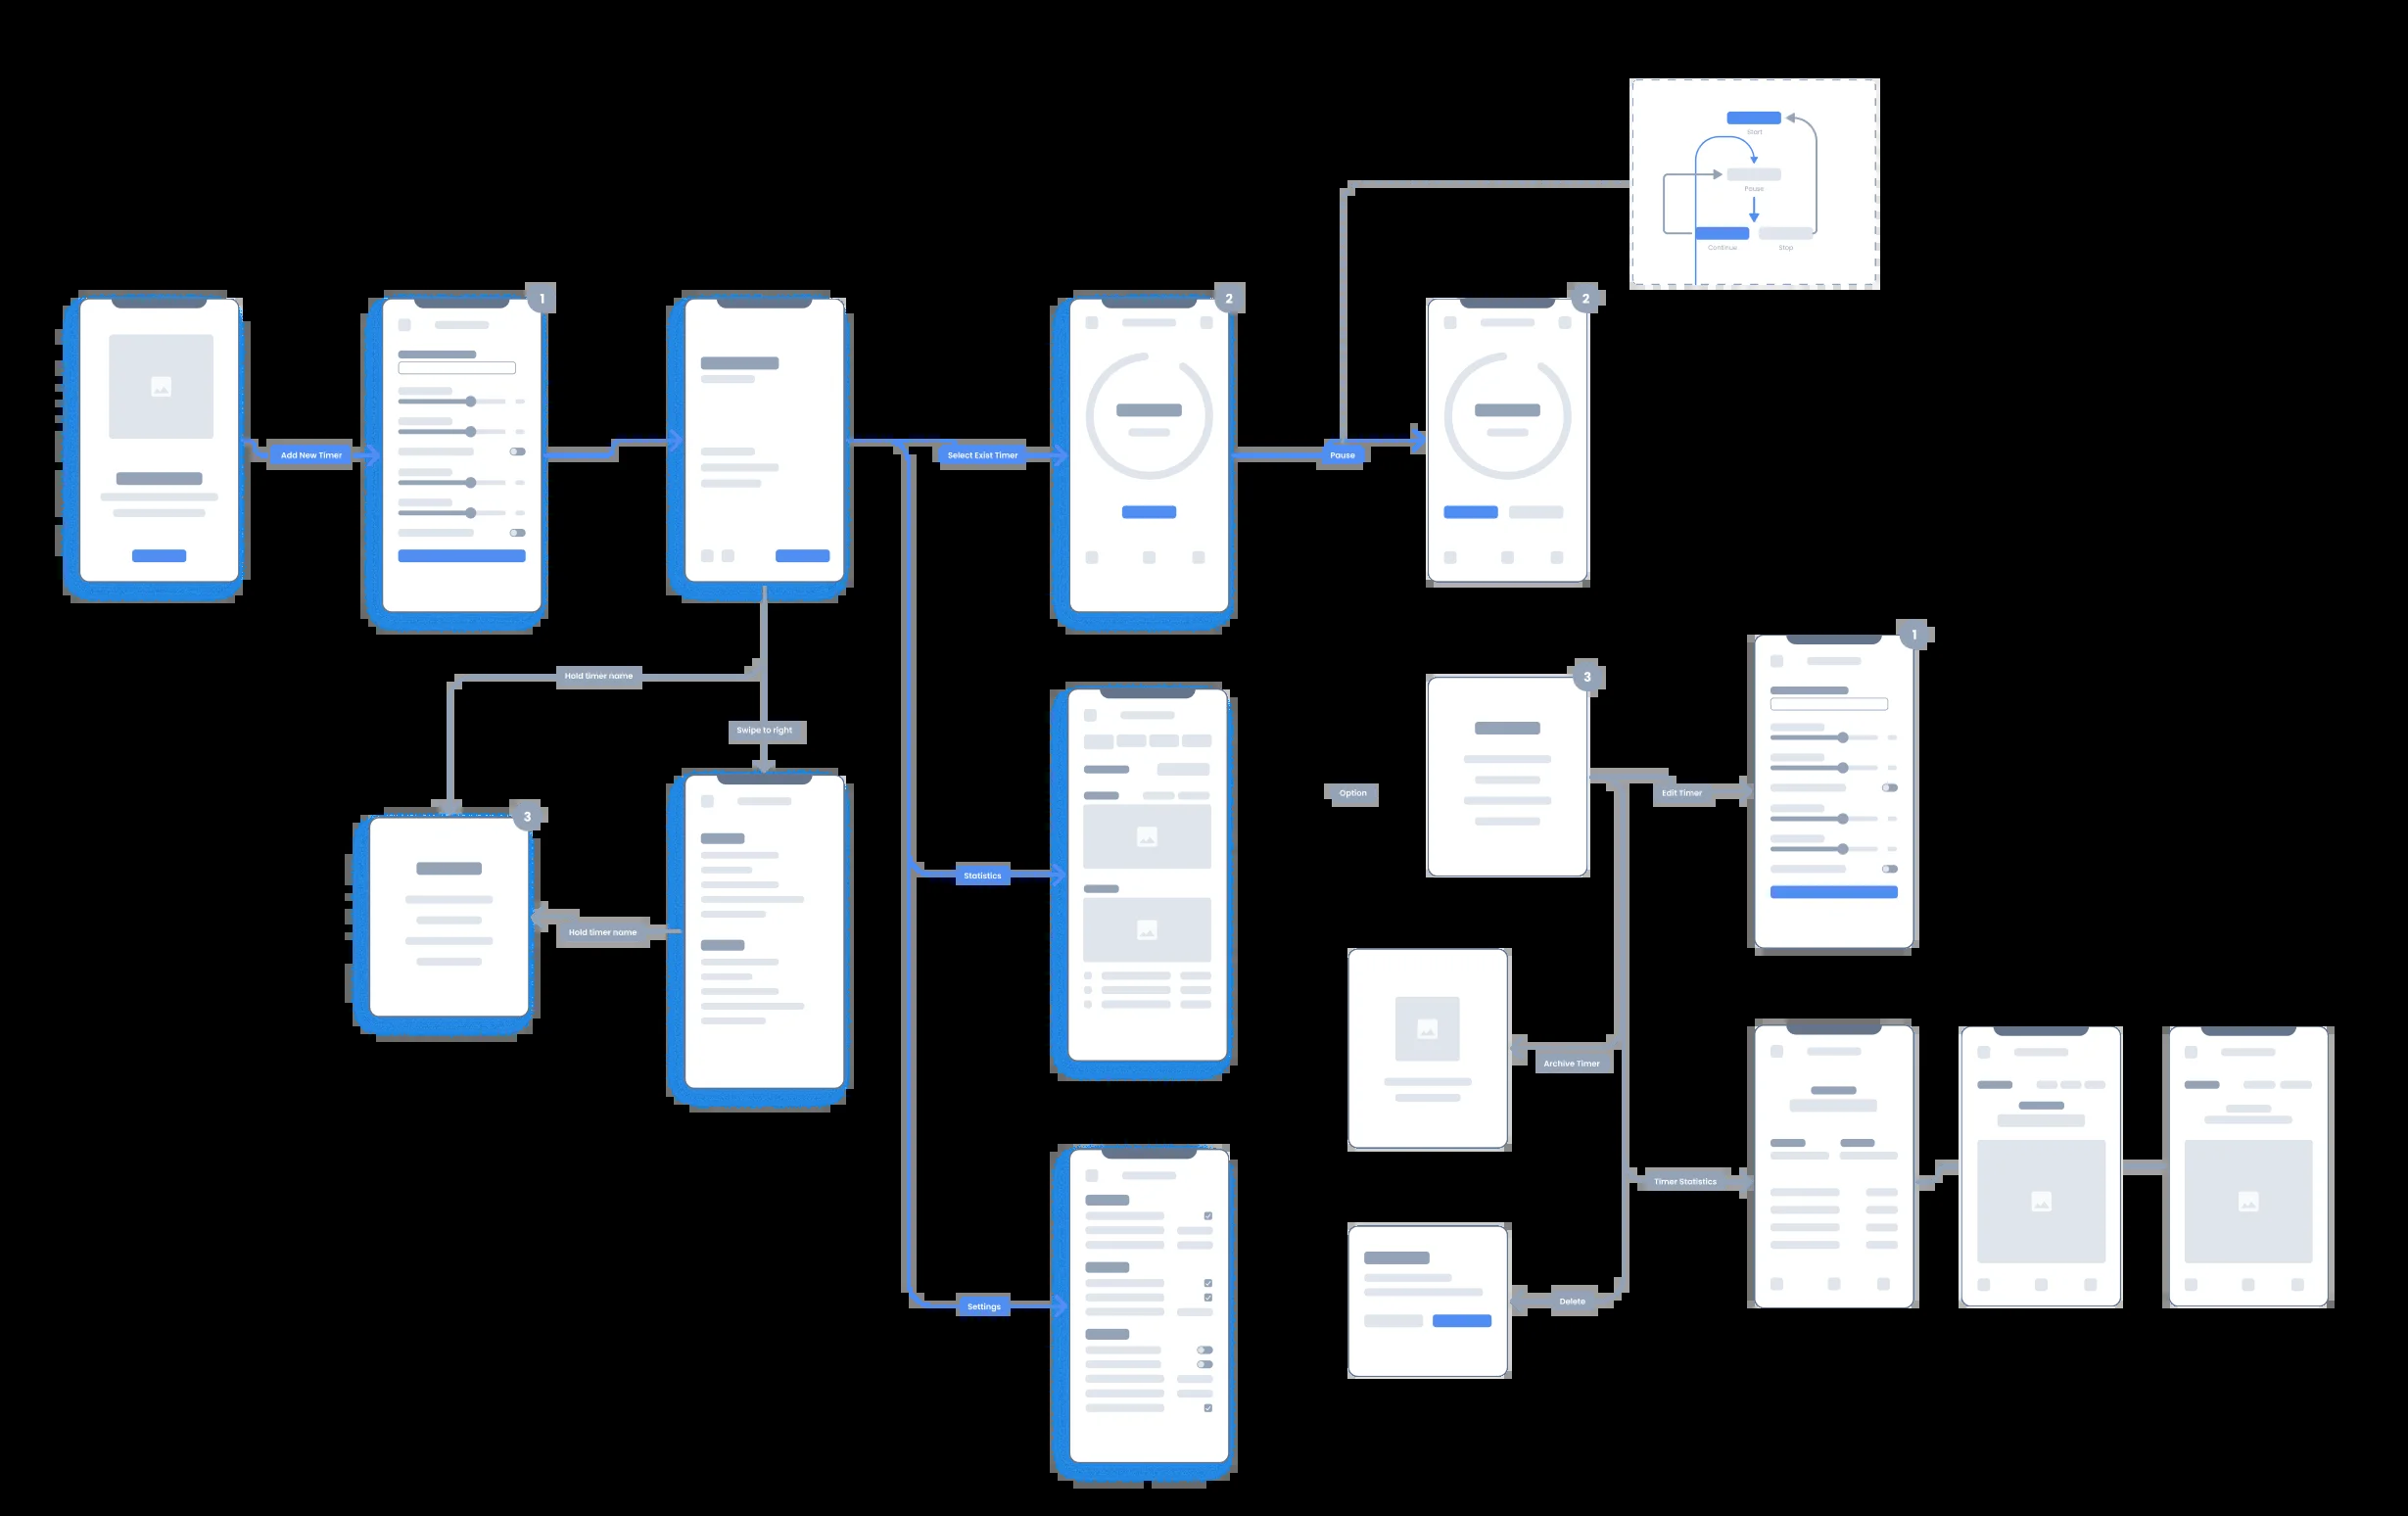 Start
Pause
Continue
Stop
1
2
2
Add New Timer
Select Exist Timer
Pause
1
Hold timer name
3
Swipe to right
Option
Edit Timer
3
Statistics
Hold timer name
Archive Timer
Timer Statistics
Settings
Delete